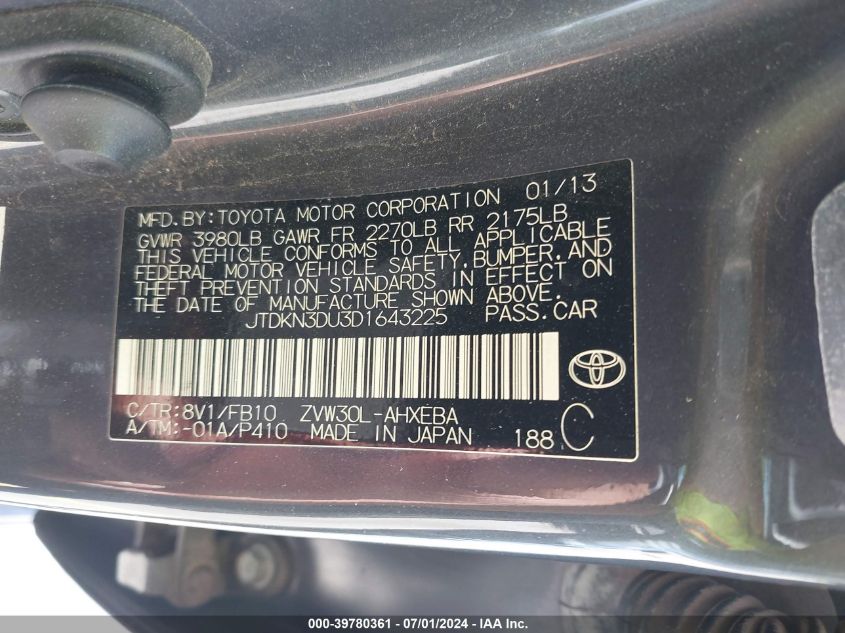 MFD.BY:TOYOTA MOTOR CORPORATION 01/13
GVWR 3980LB GAWR FR 2270LB RR 2175LB
THIS VEHICLE CONFORMS TO ALL APPLICABLE
FEDERAL MOTOR VEHICLE SAFETY,BUMPER,AND
THEFT PREVENTION STANDARDS IN EFFECT ON
THE DATE OF MANUFACTURE SHOWN ABOVE.
JTDKN3DU3D1643225 PASS.CAR
C/TR:8V1/FB10 ZVW30L-AHXEBA
A/TM:-01A/P410 MADE IN JAPAN 188 C
000-39780361 - 07/01/2024 - IAA Inc.